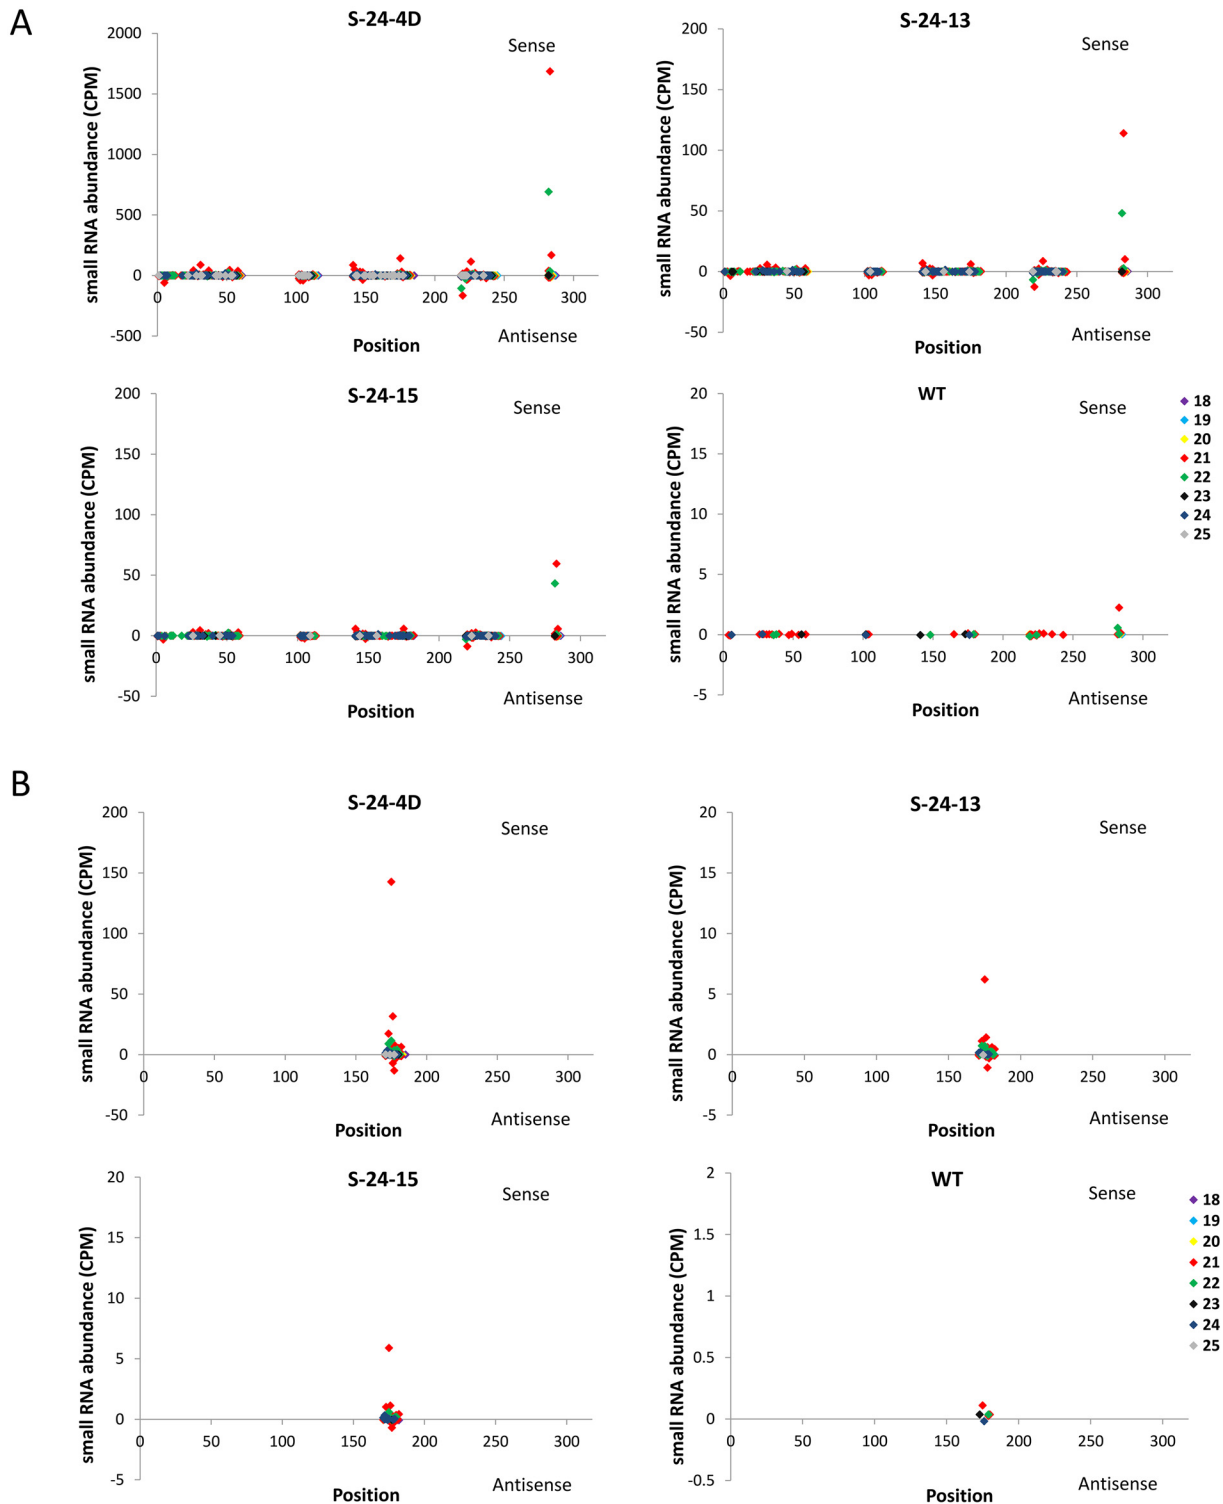 A
S-24-4D
Sense
small RNA abundance (CPM)
2000
1500
1000
500
0
-500
0 50 100 150 200 250 300
Antisense
Position
S-24-13
Sense
small RNA abundance (CPM)
200
150
100
50
0
-50
0 50 100 150 200 250 300
Antisense
Position
S-24-15
Sense
small RNA abundance (CPM)
200
150
100
50
0
-50
0 50 100 150 200 250 300
Antisense
Position
WT
Sense
small RNA abundance (CPM)
20
15
10
5
0
-5
0 50 100 150 200 250 300
Antisense
Position
18
19
20
21
22
23
24
25
B
S-24-4D
Sense
small RNA abundance (CPM)
200
150
100
50
0
-50
0 50 100 150 200 250 300
Antisense
Position
S-24-13
Sense
small RNA abundance (CPM)
20
15
10
5
0
-5
0 50 100 150 200 250 300
Antisense
Position
S-24-15
Sense
small RNA abundance (CPM)
20
15
10
5
0
-5
0 50 100 150 200 250 300
Antisense
Position
WT
Sense
small RNA abundance (CPM)
2
1.5
1
0.5
0
-0.5
0 50 100 150 200 250 300
Antisense
Position
18
19
20
21
22
23
24
25